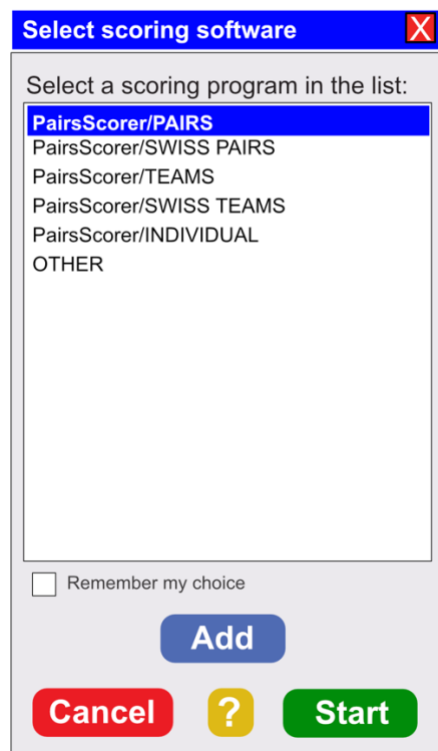 Select scoring software X
Select a scoring program in the list:
PairsScorer/PAIRS
PairsScorer/SWISS PAIRS
PairsScorer/TEAMS
PairsScorer/SWISS TEAMS
PairsScorer/INDIVIDUAL
OTHER
Remember my choice
Add
Cancel ? Start